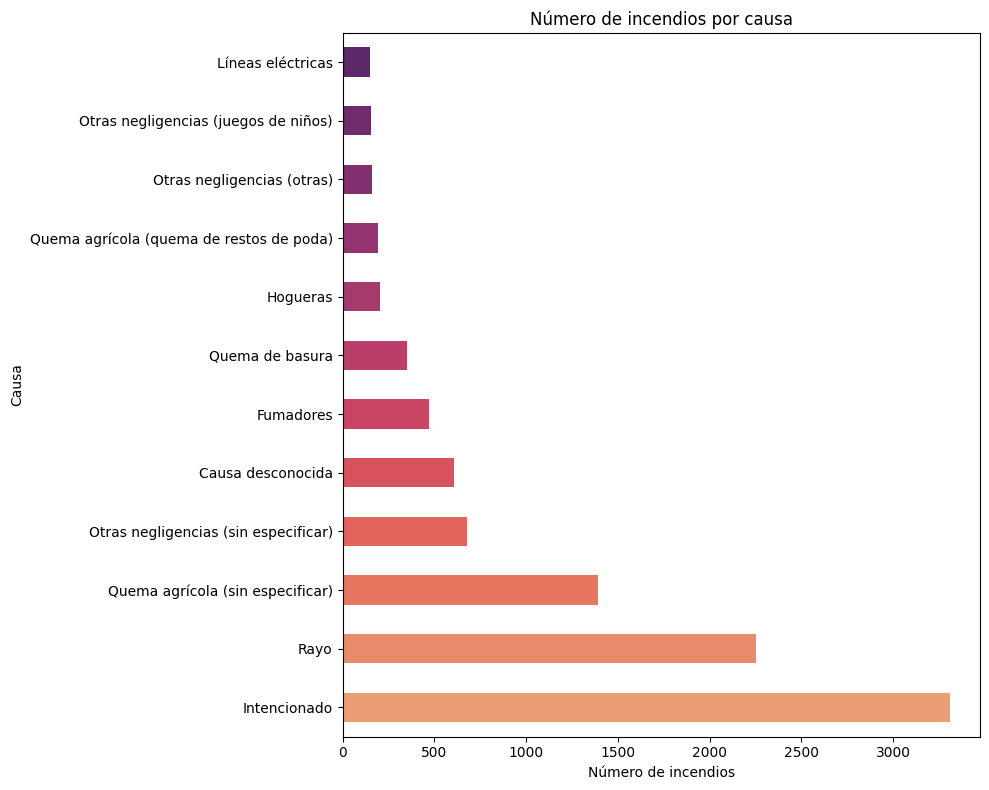 Número de incendios por causa
Líneas eléctricas
Otras negligencias (juegos de niños)
Otras negligencias (otras)
Quema agrícola (quema de restos de poda)
Hogueras
Quema de basura
Fumadores
Causa desconocida
Otras negligencias (sin especificar)
Quema agrícola (sin especificar)
Rayo
Intencionado
Causa
0 500 1000 1500 2000 2500 3000
Número de incendios